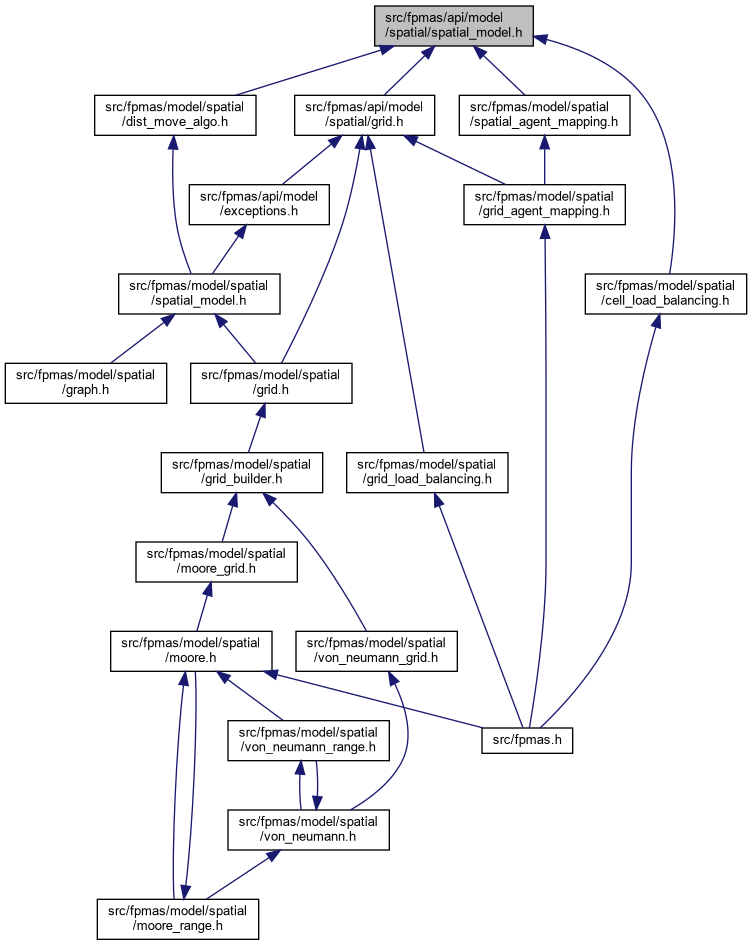 src/fpmas/api/model
/spatial/spatial_model.h
src/fpmas/model/spatial
/dist_move_algo.h
src/fpmas/api/model
/spatial/grid.h
src/fpmas/model/spatial
/spatial_agent_mapping.h
src/fpmas/api/model
/exceptions.h
src/fpmas/model/spatial
/grid_agent_mapping.h
src/fpmas/model/spatial
/spatial_model.h
src/fpmas/model/spatial
/cell_load_balancing.h
src/fpmas/model/spatial
/graph.h
src/fpmas/model/spatial
/grid.h
src/fpmas/model/spatial
/grid_builder.h
src/fpmas/model/spatial
/grid_load_balancing.h
src/fpmas/model/spatial
/moore_grid.h
src/fpmas/model/spatial
/moore.h
src/fpmas/model/spatial
/von_neumann_grid.h
src/fpmas/model/spatial
/von_neumann_range.h
src/fpmas.h
src/fpmas/model/spatial
/von_neumann.h
src/fpmas/model/spatial
/moore_range.h